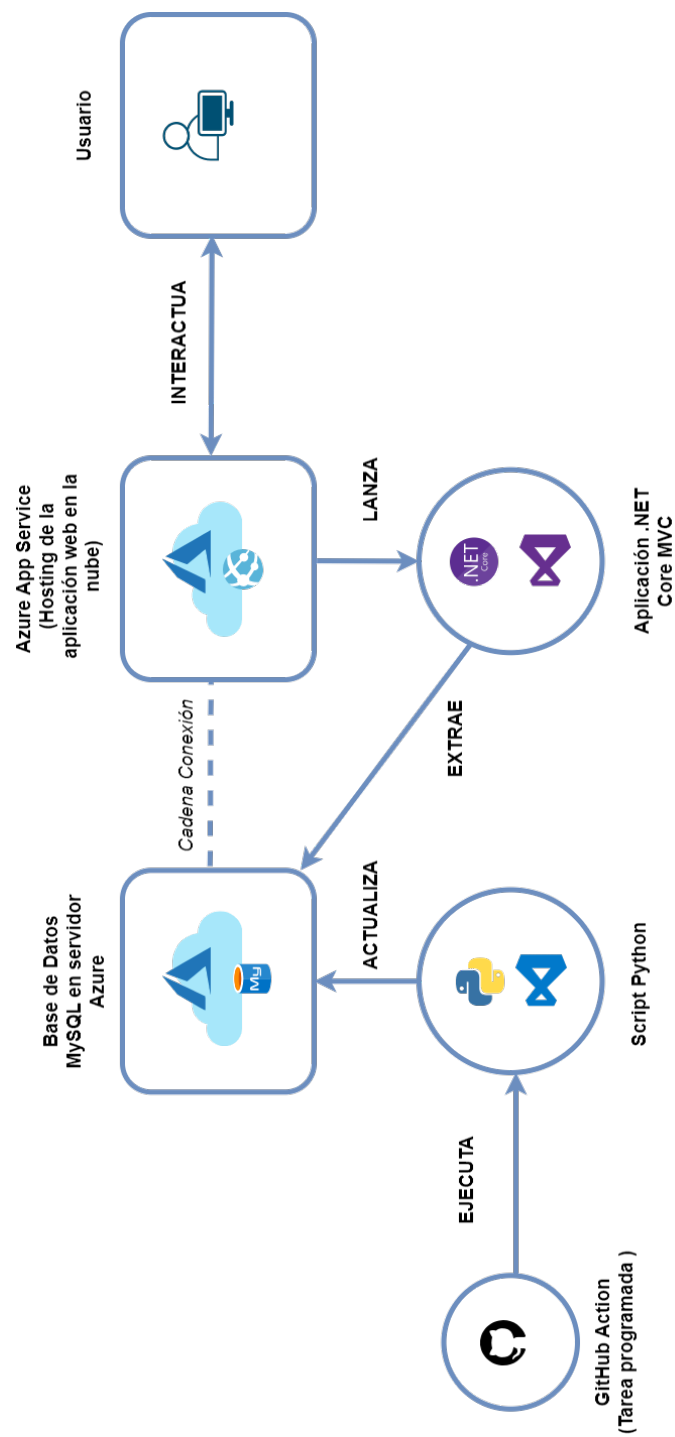 Base de Datos
MySQL en servidor
Azure
My
Cadena Conexión
Azure App Service
(Hosting de la
aplicación web en la
nube)
INTERACTUA
Usuario
ACTUALIZA
EXTRAE
LANZA
GitHub Action
(Tarea programada )
EJECUTA
Script Python
.NET
Core
Aplicación .NET
Core MVC